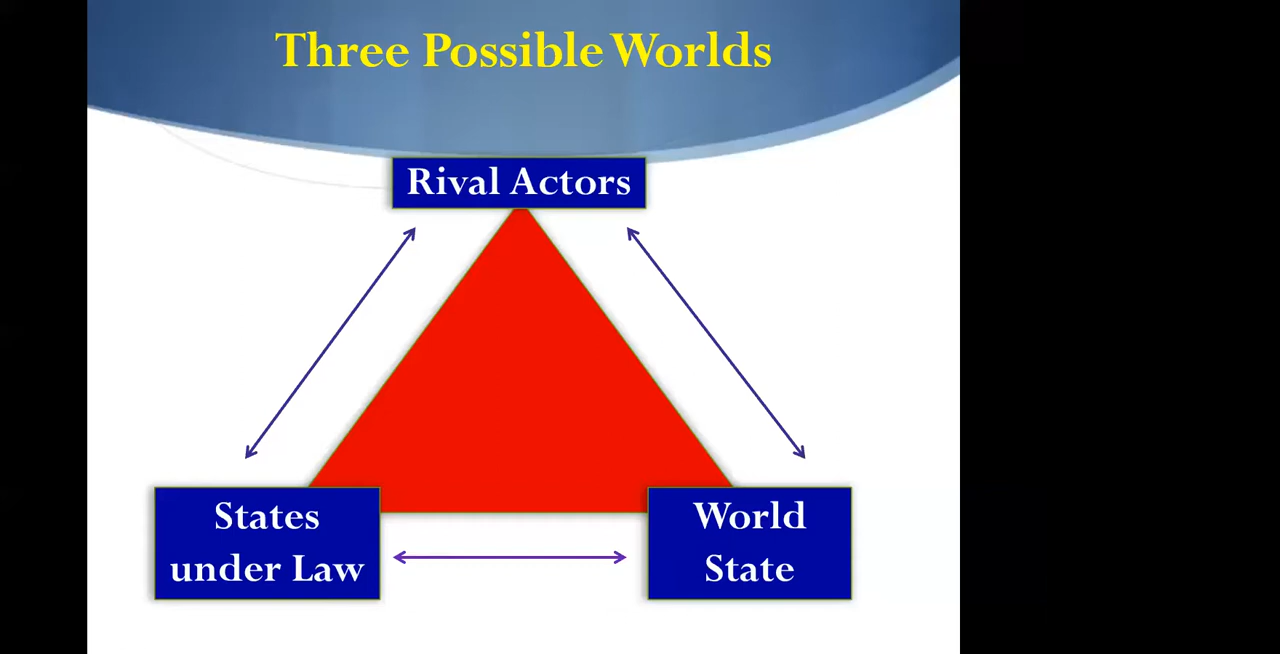 Three Possible Worlds
Rival Actors
States
under Law
World
State